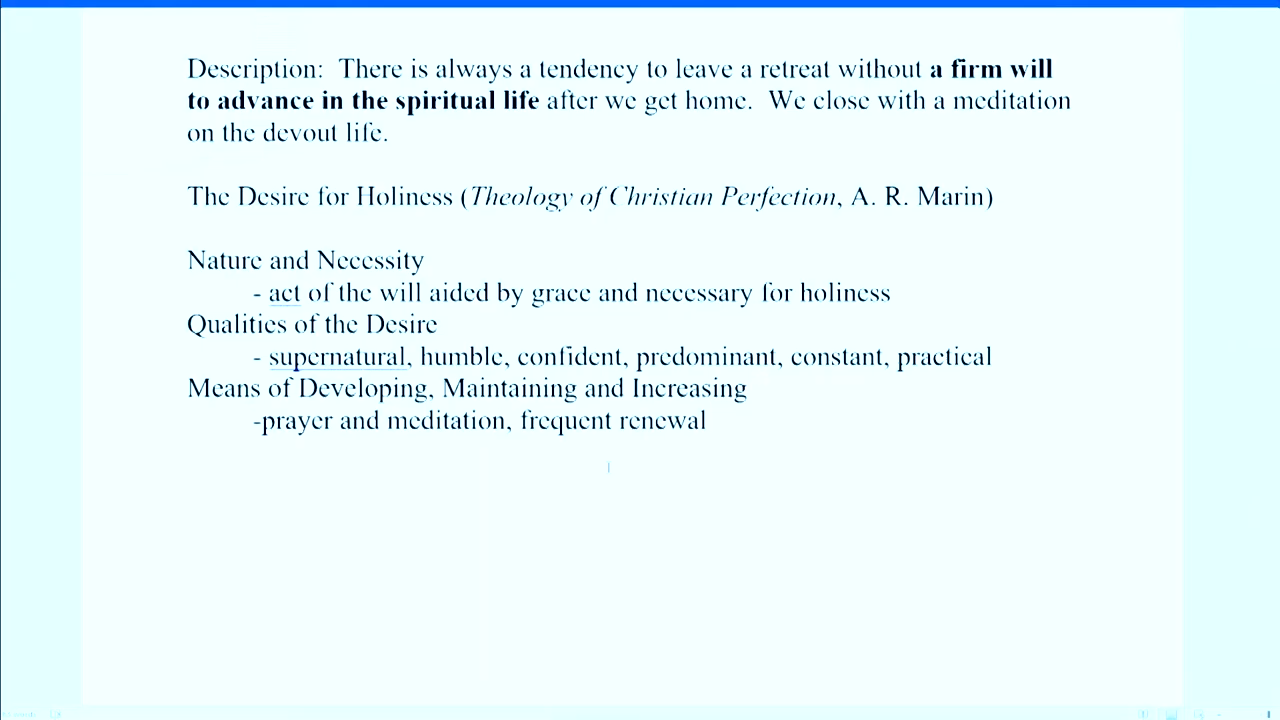 Description:  There is always a tendency to leave a retreat without a firm will
to advance in the spiritual life after we get home.  We close with a meditation
on the devout life.
The Desire for Holiness (Theology of Christian Perfection, A. R. Marin)
Nature and Necessity
- act of the will aided by grace and necessary for holiness
Qualities of the Desire
- supernatural, humble, confident, predominant, constant, practical
Means of Developing, Maintaining and Increasing
-prayer and meditation, frequent renewal